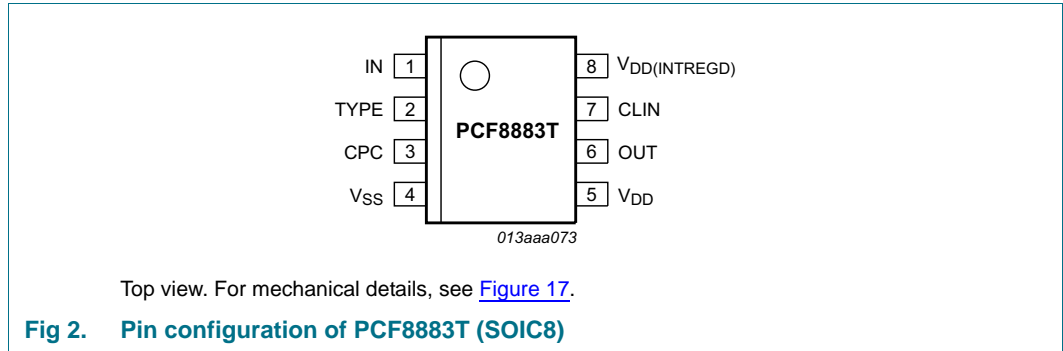 IN 1 8 VDD(INTREGD)
TYPE 2 7 CLIN
PCF8883T
CPC 3 6 OUT
VSS 4 5 VDD
013aaa073
Top view. For mechanical details, see Figure 17.
Fig 2. Pin configuration of PCF8883T (SOIC8)